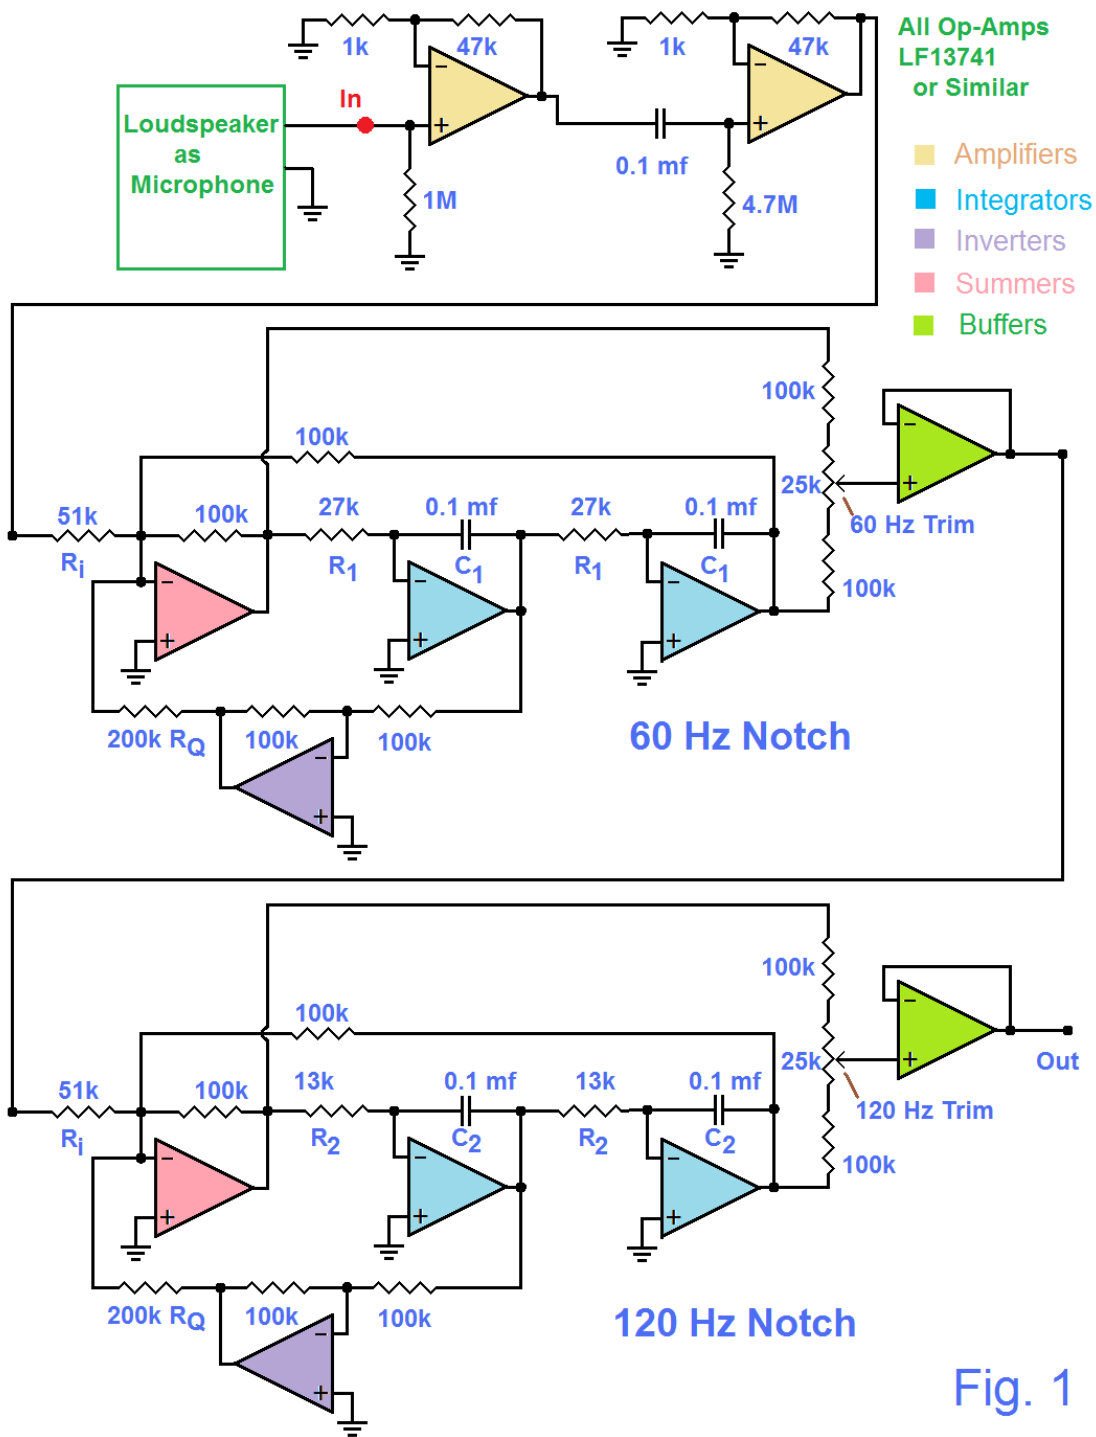 1k
47k
1k
47k
All Op-Amps
LF13741
or Similar
In
Loudspeaker
as
Microphone
+
−
+
−
0.1 mf
1M
4.7M
Amplifiers
Integrators
Inverters
Summers
Buffers
100k
100k
25k
60 Hz Trim
−
+
51k
Ri
100k
27k
R1
0.1 mf
C1
27k
R1
0.1 mf
C1
100k
−
+
−
+
−
+
200k RQ
100k
100k
−
+
60 Hz Notch
100k
100k
25k
120 Hz Trim
−
+
Out
51k
Ri
100k
13k
R2
0.1 mf
C2
13k
R2
0.1 mf
C2
100k
−
+
−
+
−
+
200k RQ
100k
100k
−
+
120 Hz Notch
Fig. 1